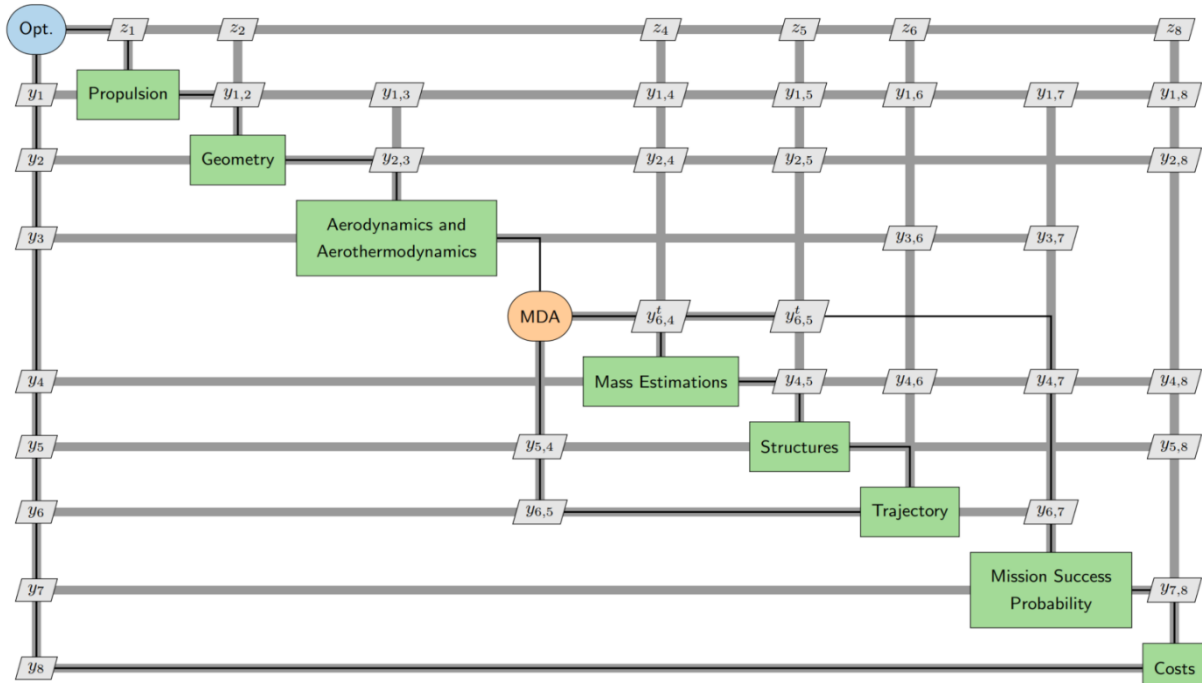 Opt. z₁ z₂ z₄ z₅ z₆ z₈
y₁ Propulsion y₁,₂ y₁,₃ y₁,₄ y₁,₅ y₁,₆ y₁,₇ y₁,₈
y₂ Geometry y₂,₃ y₂,₄ y₂,₅ y₂,₈
Aerodynamics and
y₃ Aerothermodynamics y₃,₆ y₃,₇
MDA yᵗ₆,₄ yᵗ₆,₅
y₄ Mass Estimations y₄,₅ y₄,₆ y₄,₇ y₄,₈
y₅ y₅,₄ Structures y₅,₈
y₆ y₆,₅ Trajectory y₆,₇
Mission Success
y₇ Probability y₇,₈
y₈ Costs